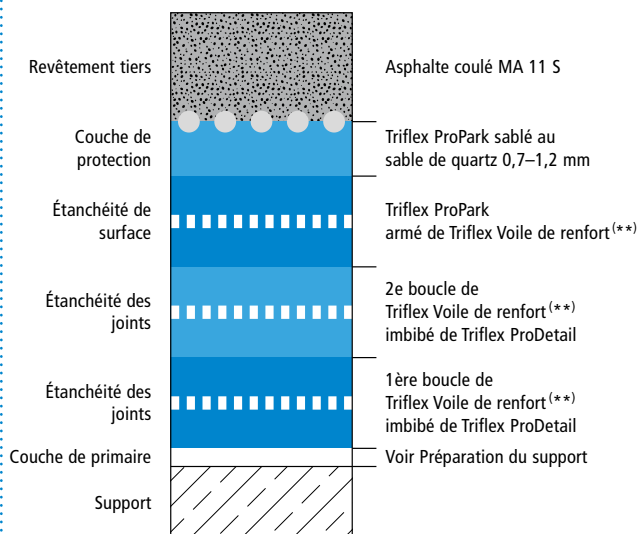 Revêtement tiers
Asphalte coulé MA 11 S
Couche de
protection
Triflex ProPark sablé au
sable de quartz 0,7–1,2 mm
Étanchéité de
surface
Triflex ProPark
armé de Triflex Voile de renfort(**)
Étanchéité des
joints
2e boucle de
Triflex Voile de renfort(**)
imbibé de Triflex ProDetail
Étanchéité des
joints
1ère boucle de
Triflex Voile de renfort(**)
imbibé de Triflex ProDetail
Couche de primaire
Voir Préparation du support
Support